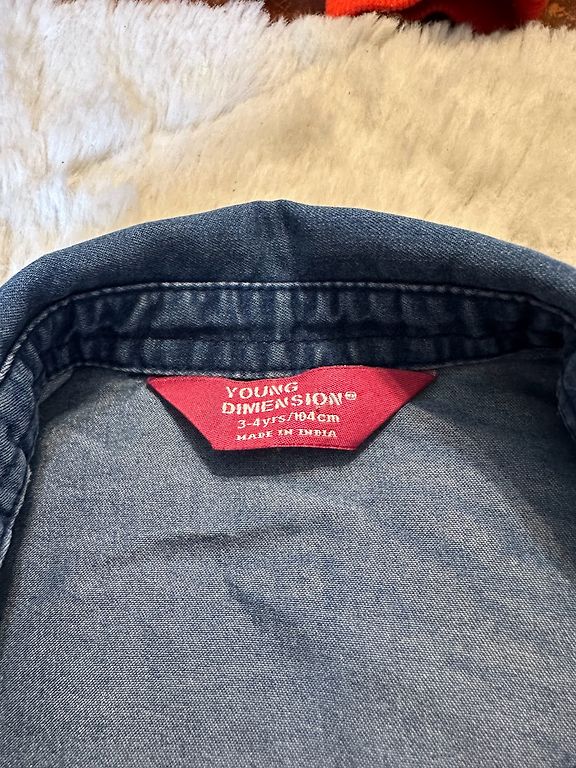 YOUNG
DIMENSION®
3-4yrs/104cm
MADE IN INDIA